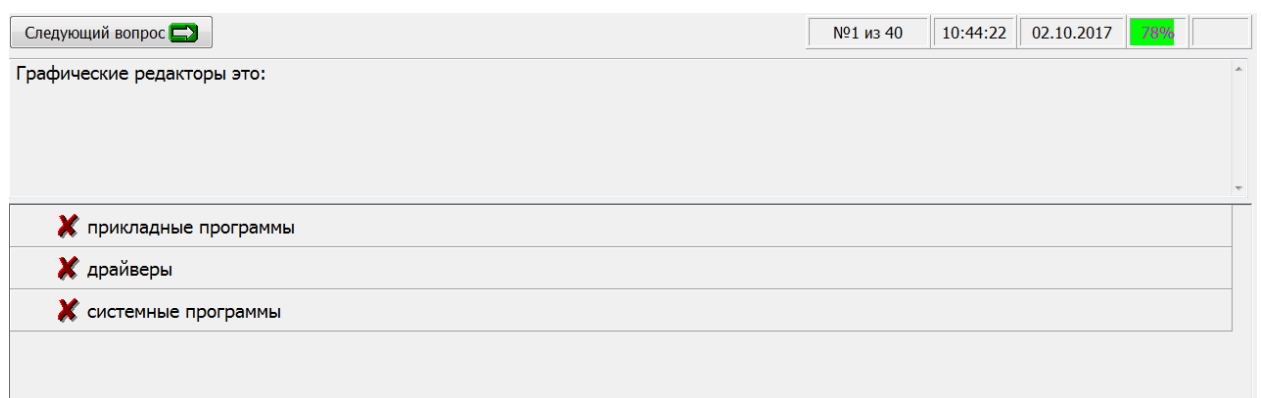 Следующий вопрос
№1 из 40
10:44:22
02.10.2017
78%
Графические редакторы это:
прикладные программы
драйверы
системные программы